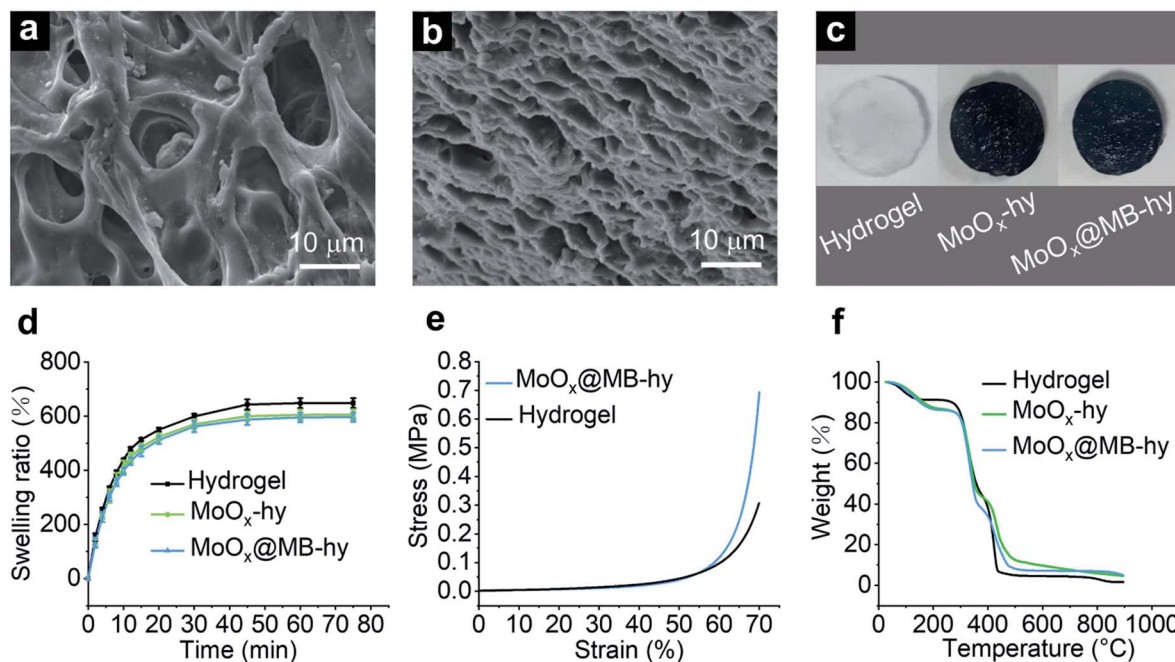 a
10 μm
b
10 μm
c
Hydrogel
MoOₓ-hy
MoOₓ@MB-hy
d
800
600
400
200
0
Swelling ratio (%)
Hydrogel
MoOₓ-hy
MoOₓ@MB-hy
0 10 20 30 40 50 60 70 80
Time (min)
e
0.8
0.7
0.6
0.5
0.4
0.3
0.2
0.1
0.0
Stress (MPa)
MoOₓ@MB-hy
Hydrogel
0 10 20 30 40 50 60 70
Strain (%)
f
100
80
60
40
20
0
Weight (%)
Hydrogel
MoOₓ-hy
MoOₓ@MB-hy
0 200 400 600 800 1000
Temperature (°C)